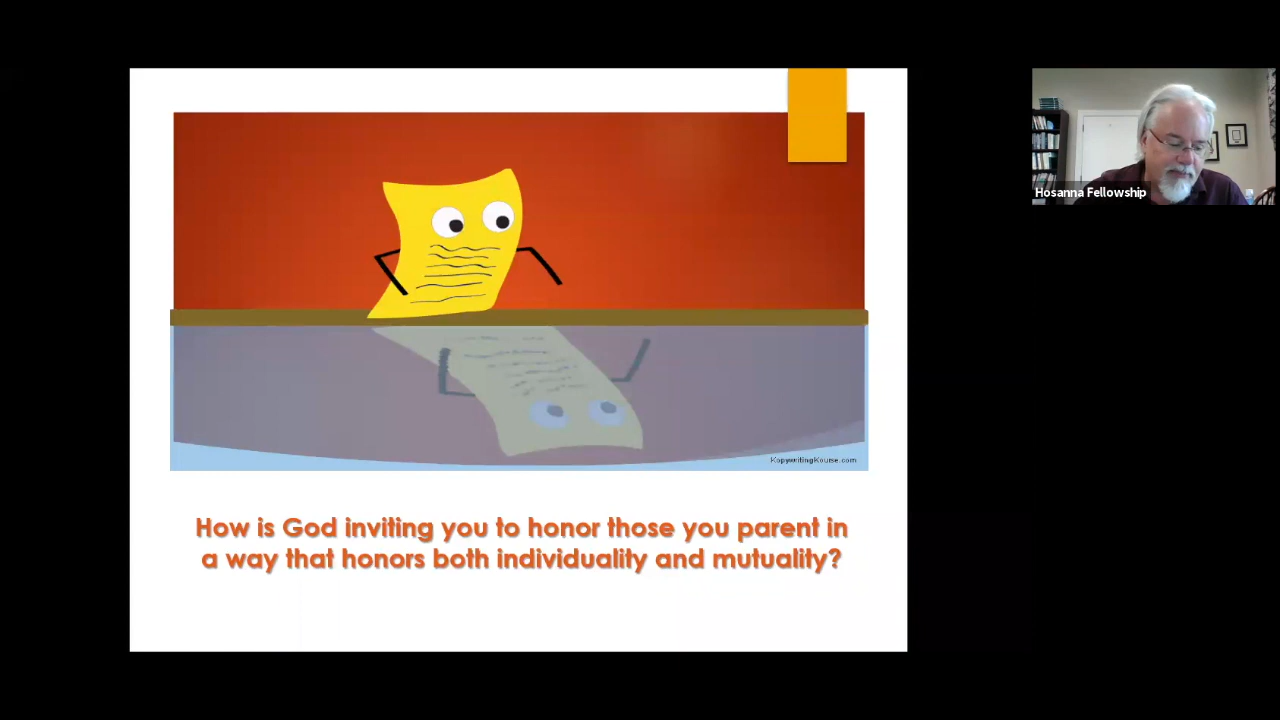 Hosanna Fellowship
KopywritingKourse.com
How is God inviting you to honor those you parent in
a way that honors both individuality and mutuality?